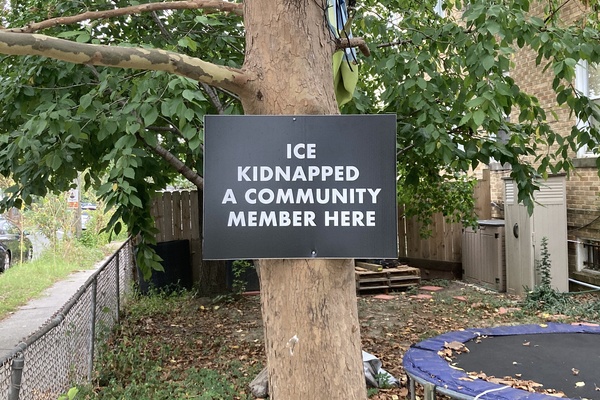 ICE
KIDNAPPED
A COMMUNITY
MEMBER HERE